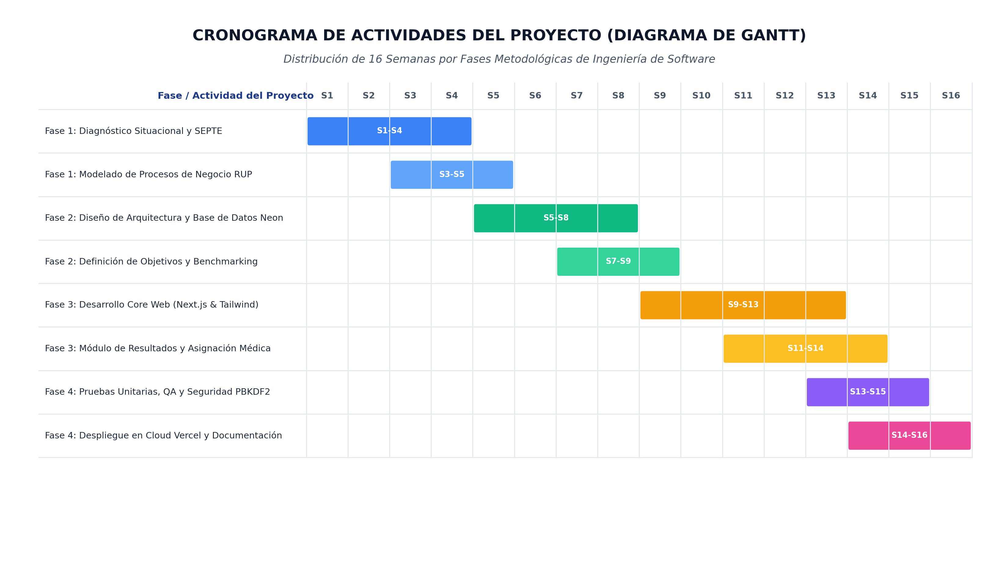 CRONOGRAMA DE ACTIVIDADES DEL PROYECTO (DIAGRAMA DE GANTT)
Distribución de 16 Semanas por Fases Metodológicas de Ingeniería de Software
Fase / Actividad del Proyecto S1 S2 S3 S4 S5 S6 S7 S8 S9 S10 S11 S12 S13 S14 S15 S16
Fase 1: Diagnóstico Situacional y SEPTE S1-S4
Fase 1: Modelado de Procesos de Negocio RUP S3-S5
Fase 2: Diseño de Arquitectura y Base de Datos Neon S5-S8
Fase 2: Definición de Objetivos y Benchmarking S7-S9
Fase 3: Desarrollo Core Web (Next.js & Tailwind) S9-S13
Fase 3: Módulo de Resultados y Asignación Médica S11-S14
Fase 4: Pruebas Unitarias, QA y Seguridad PBKDF2 S13-S15
Fase 4: Despliegue en Cloud Vercel y Documentación S14-S16